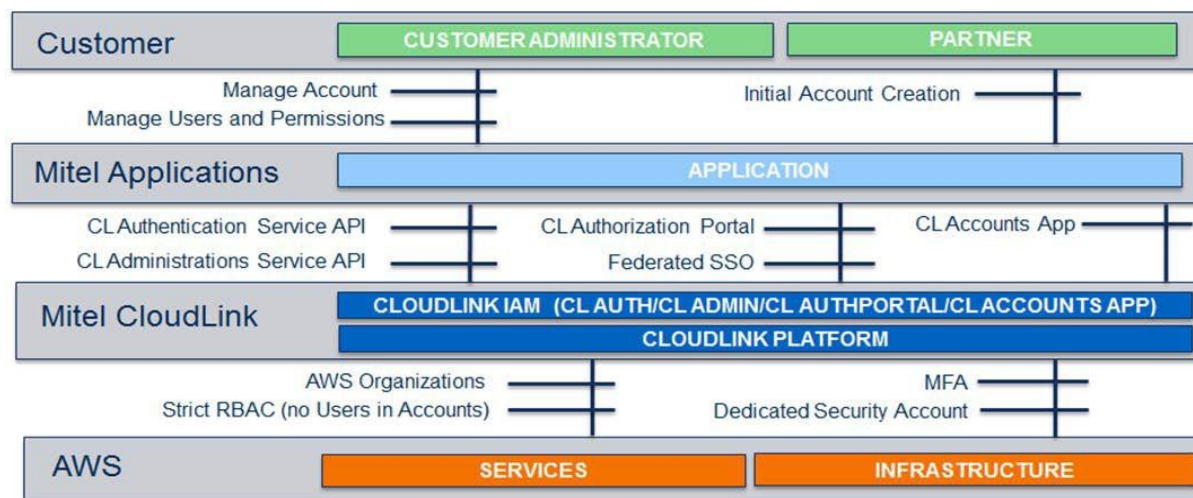 Customer
CUSTOMER ADMINISTRATOR
PARTNER
Manage Account
Initial Account Creation
Manage Users and Permissions
Mitel Applications
APPLICATION
CL Authentication Service API
CL Authorization Portal
CL Accounts App
CL Administrations Service API
Federated SSO
Mitel CloudLink
CLOUDLINK IAM (CL AUTH/CL ADMIN/CL AUTHPORTAL/CL ACCOUNTS APP)
CLOUDLINK PLATFORM
AWS Organizations
MFA
Strict RBAC (no Users in Accounts)
Dedicated Security Account
AWS
SERVICES
INFRASTRUCTURE